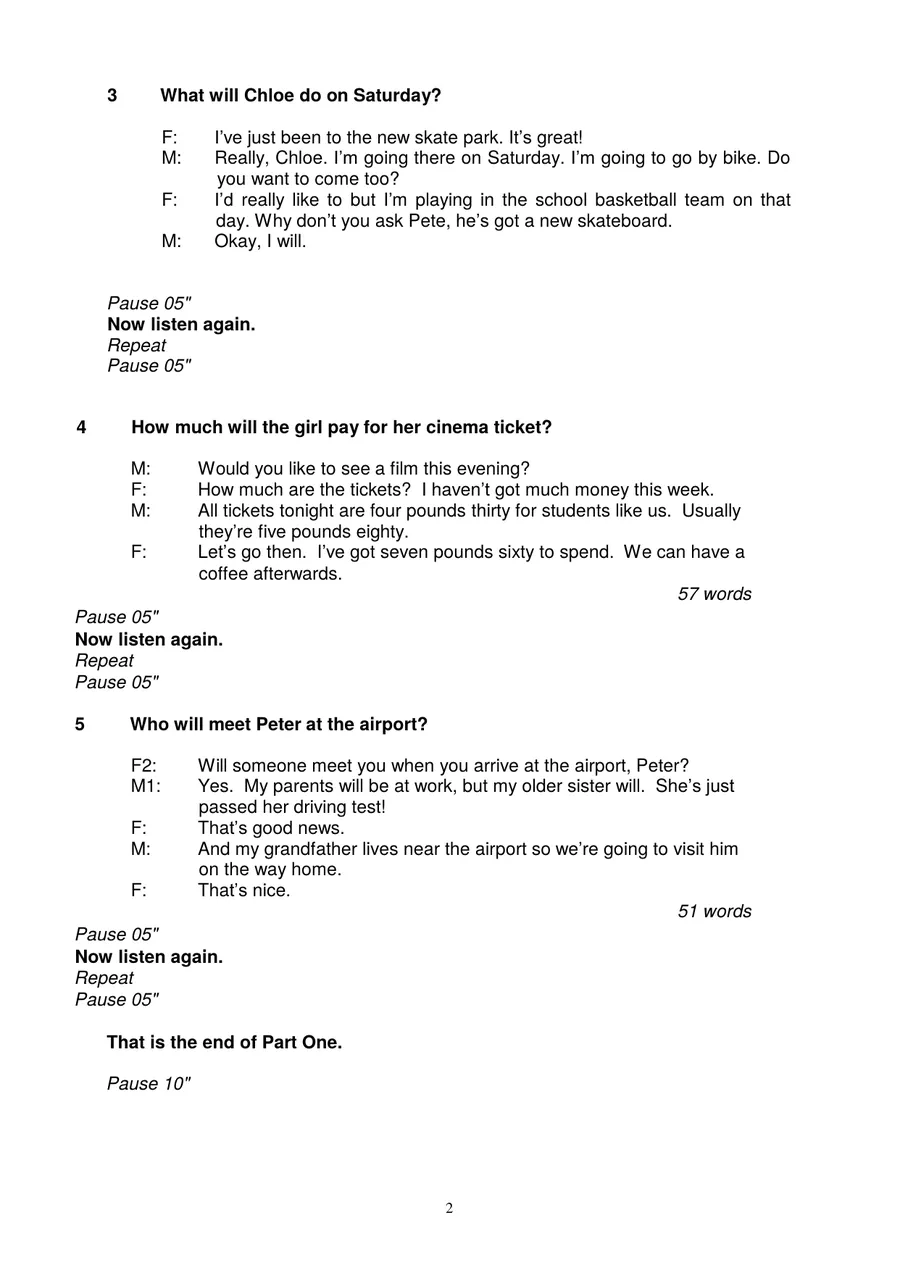 3 What will Chloe do on Saturday?
F: I've just been to the new skate park. It's great!
M: Really, Chloe. I'm going there on Saturday. I'm going to go by bike. Do
you want to come too?
F: I'd really like to but I'm playing in the school basketball team on that
day. Why don't you ask Pete, he's got a new skateboard.
M: Okay, I will.
Pause 05"
Now listen again.
Repeat
Pause 05"
4 How much will the girl pay for her cinema ticket?
M: Would you like to see a film this evening?
F: How much are the tickets? I haven't got much money this week.
M: All tickets tonight are four pounds thirty for students like us. Usually
they're five pounds eighty.
F: Let's go then. I've got seven pounds sixty to spend. We can have a
coffee afterwards.
57 words
Pause 05"
Now listen again.
Repeat
Pause 05"
5 Who will meet Peter at the airport?
F2: Will someone meet you when you arrive at the airport, Peter?
M1: Yes. My parents will be at work, but my older sister will. She's just
passed her driving test!
F: That's good news.
M: And my grandfather lives near the airport so we're going to visit him
on the way home.
F: That's nice.
51 words
Pause 05"
Now listen again.
Repeat
Pause 05"
That is the end of Part One.
Pause 10"
2